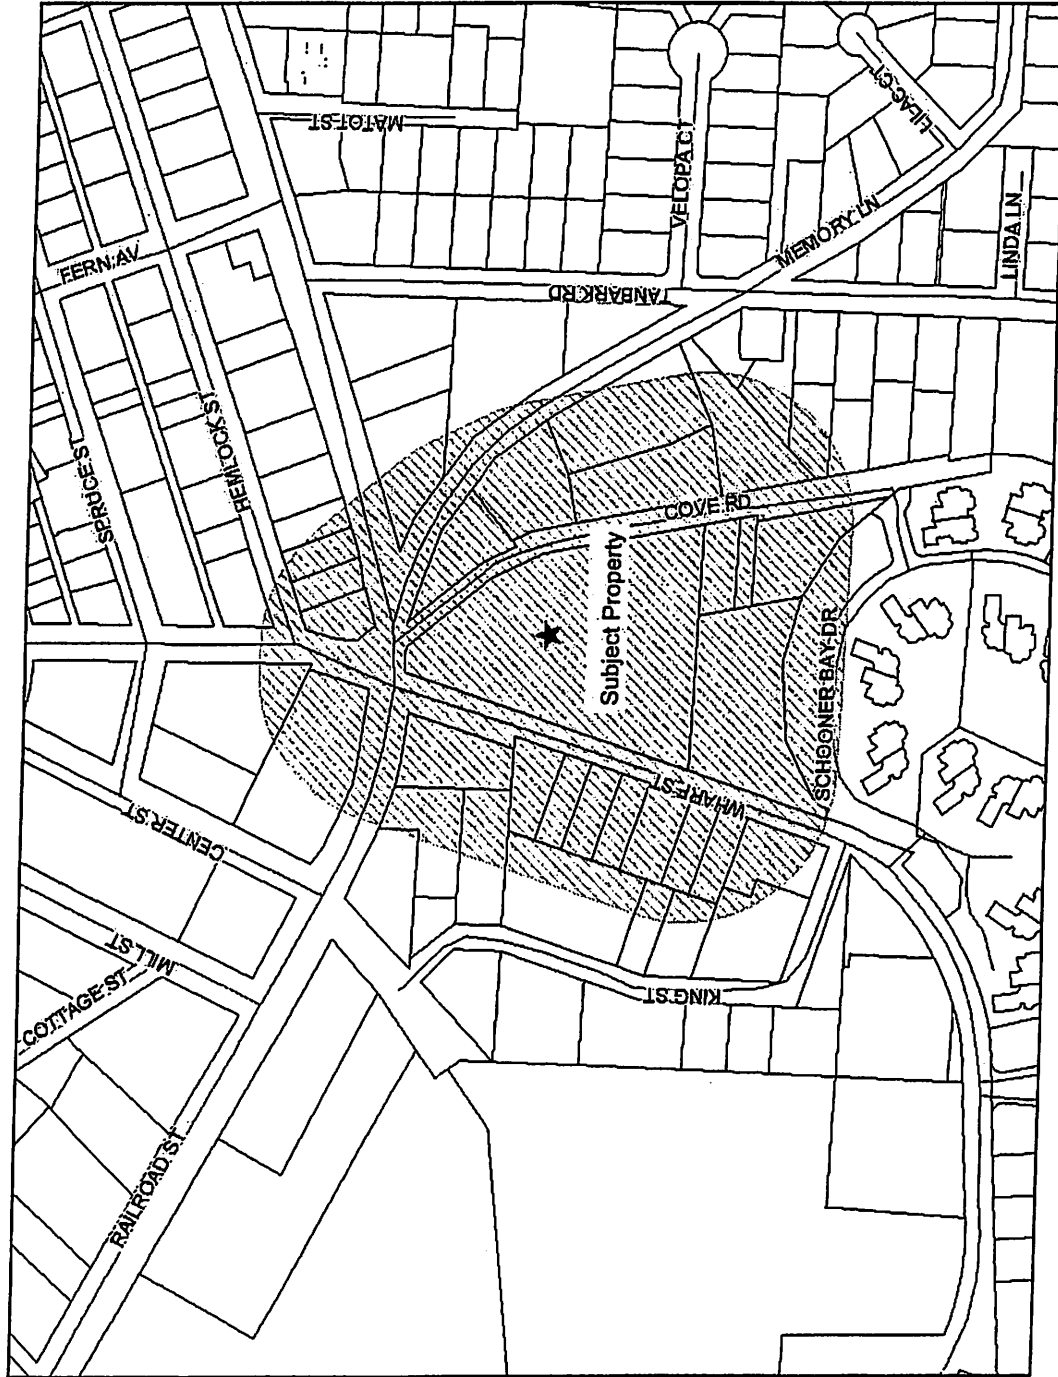 SPRUCE ST
FERN AV
HEMLOCK ST
MATOT ST
VELOPA CT
LILAC CT
MEMORY LN
LINDA LN
TANBARK RD
COVE RD
Subject Property
SCHOONER BAY DR
WHARF ST
CENTER ST
MILL ST
COTTAGE ST
KING ST
RAILROAD ST